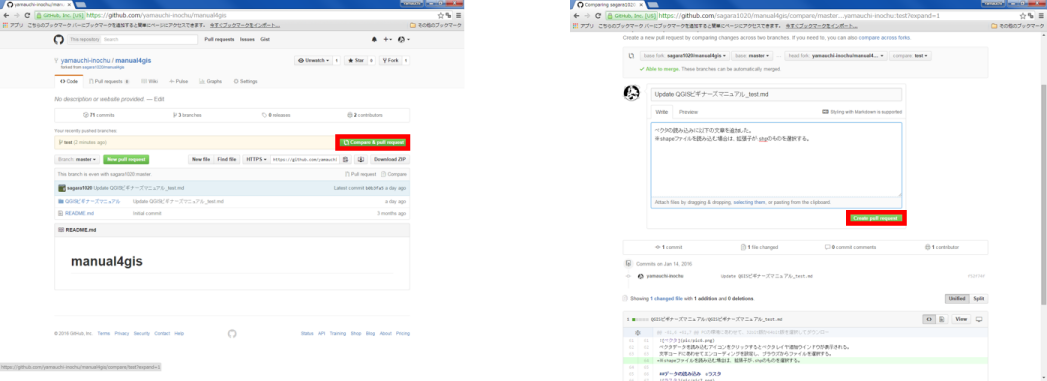 yamauchi-inochu/manu
GitHub, Inc. [US] https://github.com/yamauchi-inochu/manual4gis
アプリ こちらのブックマーク バーにブックマークを追加すると簡単にページにアクセスできます。 今すぐブックマークをインポート...
その他のブックマーク
This repository Search Pull requests Issues Gist
yamauchi-inochu / manual4gis
forked from sagara1020/manual4gis
Unwatch 1 Star 0 Fork 1
Code Pull requests 0 Wiki Pulse Graphs Settings
No description or website provided. — Edit
71 commits 3 branches 0 releases 2 contributors
Your recently pushed branches:
test (2 minutes ago) Compare & pull request
Branch: master New pull request New file Find file HTTPS https://github.com/yamauchi Download ZIP
This branch is even with sagara1020:master. Pull request Compare
sagara1020 Update QGISビギナーズマニュアル_test.md Latest commit a day ago
QGISビギナーズマニュアル Update QGISビギナーズマニュアル_test.md a day ago
README.md Initial commit 3 months ago
README.md
manual4gis
© 2016 GitHub, Inc. Terms Privacy Security Contact Help Status API Training Shop Blog About Pricing
https://github.com/yamauchi-inochu/manual4gis/compare/test?expand=1
Comparing sagara1020
GitHub, Inc. [US] https://github.com/sagara1020/manual4gis/compare/master...yamauchi-inochu:test?expand=1
アプリ こちらのブックマーク バーにブックマークを追加すると簡単にページにアクセスできます。 今すぐブックマークをインポート...
その他のブックマーク
Create a new pull request by comparing changes across two branches. If you need to, you can also compare across forks.
base fork: sagara1020/manual4gis base: master ... head fork: yamauchi-inochu/manual4... compare: test
Able to merge. These branches can be automatically merged.
Update QGISビギナーズマニュアル_test.md
Write Preview Styling with Markdown is supported
ベクタの読み込みに以下の文章を追加した。
※shapeファイルを読み込む場合は、拡張子が.shpのものを選択する。
Attach files by dragging & dropping, selecting them, or pasting from the clipboard.
Create pull request
1 commit 1 file changed 0 commit comments 1 contributor
Commits on Jan 14, 2016
yamauchi-inochu Update QGISビギナーズマニュアル_test.md
Showing 1 changed file with 1 addition and 0 deletions. Unified Split
QGISビギナーズマニュアル/QGISビギナーズマニュアル_test.md View
ベクタデータを読み込むアイコンをクリックするとベクタレイヤ追加ウインドウが表示される。
文字コードにあわせてエンコーディングを設定し、ブラウザからファイルを選択する。
+※shapeファイルを読み込む場合は、拡張子が.shpのものを選択する。
##データの読み込み ラスタ